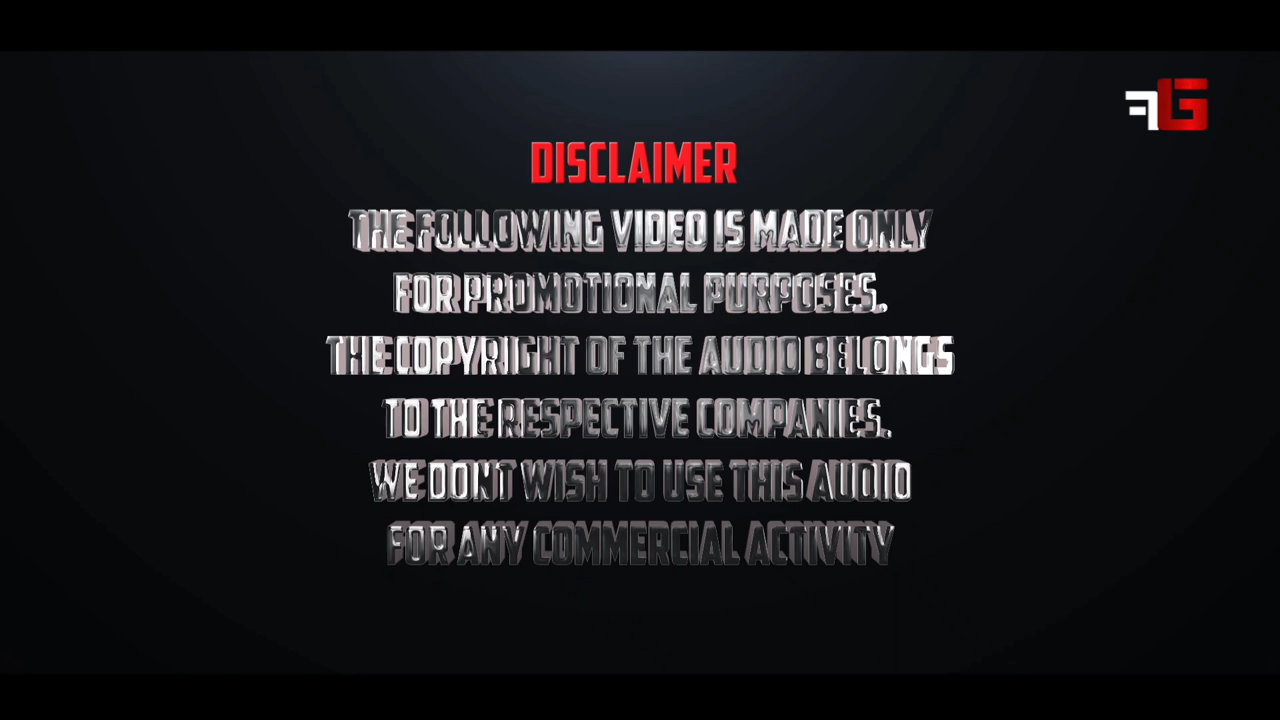 DISCLAIMER
THE FOLLOWING VIDEO IS MADE ONLY
FOR PROMOTIONAL PURPOSES.
THE COPYRIGHT OF THE AUDIO BELONGS
TO THE RESPECTIVE COMPANIES.
WE DONT WISH TO USE THIS AUDIO
FOR ANY COMMERCIAL ACTIVITY